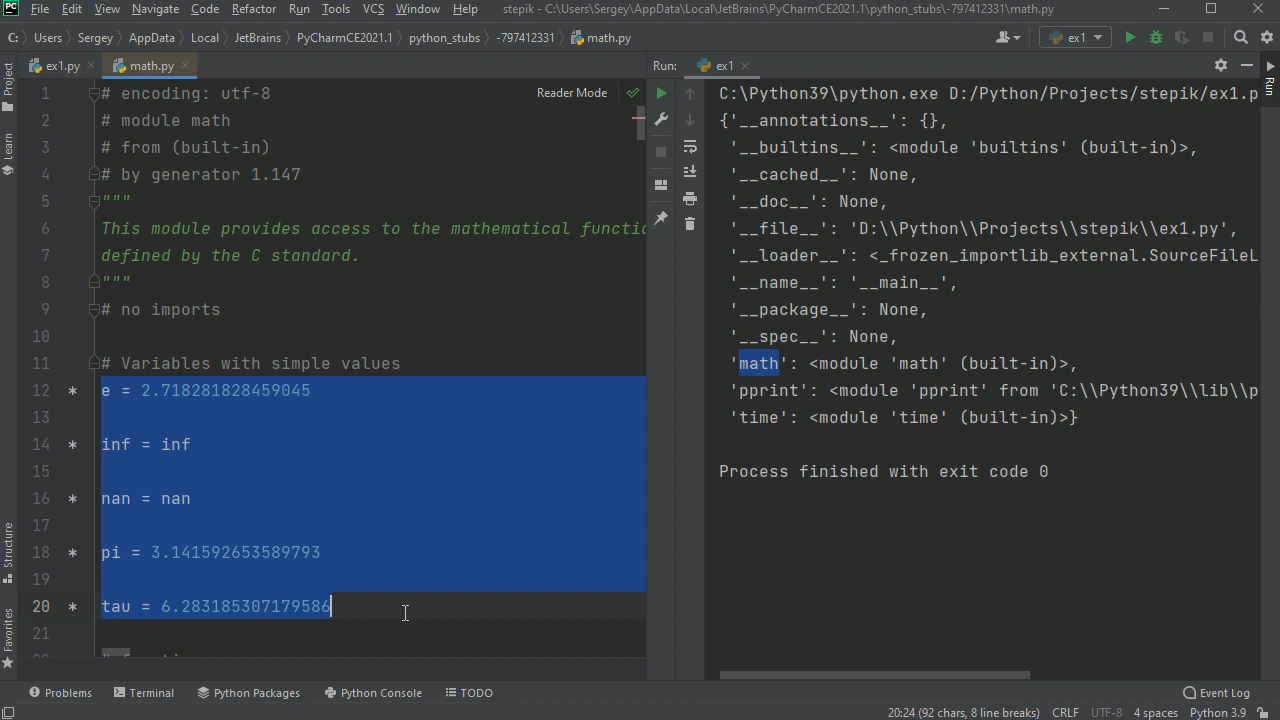 PC File Edit View Navigate Code Refactor Run Tools VCS Window Help stepik - C:\Users\Sergey\AppData\Local\JetBrains\PyCharmCE2021.1\python_stubs\-797412331\math.py
C: Users Sergey AppData Local JetBrains PyCharmCE2021.1 python_stubs -797412331 math.py ex1
ex1.py math.py
Run: ex1
Project
Learn
Structure
Favorites
Run
Reader Mode
1 # encoding: utf-8
2 # module math
3 # from (built-in)
4 # by generator 1.147
5 """
6 This module provides access to the mathematical functio
7 defined by the C standard.
8 """
9 # no imports
10
11 # Variables with simple values
12 * e = 2.718281828459045
13
14 * inf = inf
15
16 * nan = nan
17
18 * pi = 3.141592653589793
19
20 * tau = 6.283185307179586
21
C:\Python39\python.exe D:/Python/Projects/stepik/ex1.p
{'__annotations__': {},
'__builtins__': <module 'builtins' (built-in)>,
'__cached__': None,
'__doc__': None,
'__file__': 'D:\\Python\\Projects\\stepik\\ex1.py',
'__loader__': <_frozen_importlib_external.SourceFileL
'__name__': '__main__',
'__package__': None,
'__spec__': None,
'math': <module 'math' (built-in)>,
'pprint': <module 'pprint' from 'C:\\Python39\\lib\\p
'time': <module 'time' (built-in)>}
Process finished with exit code 0
Problems Terminal Python Packages Python Console TODO Event Log
20:24 (92 chars, 8 line breaks) CRLF UTF-8 4 spaces Python 3.9